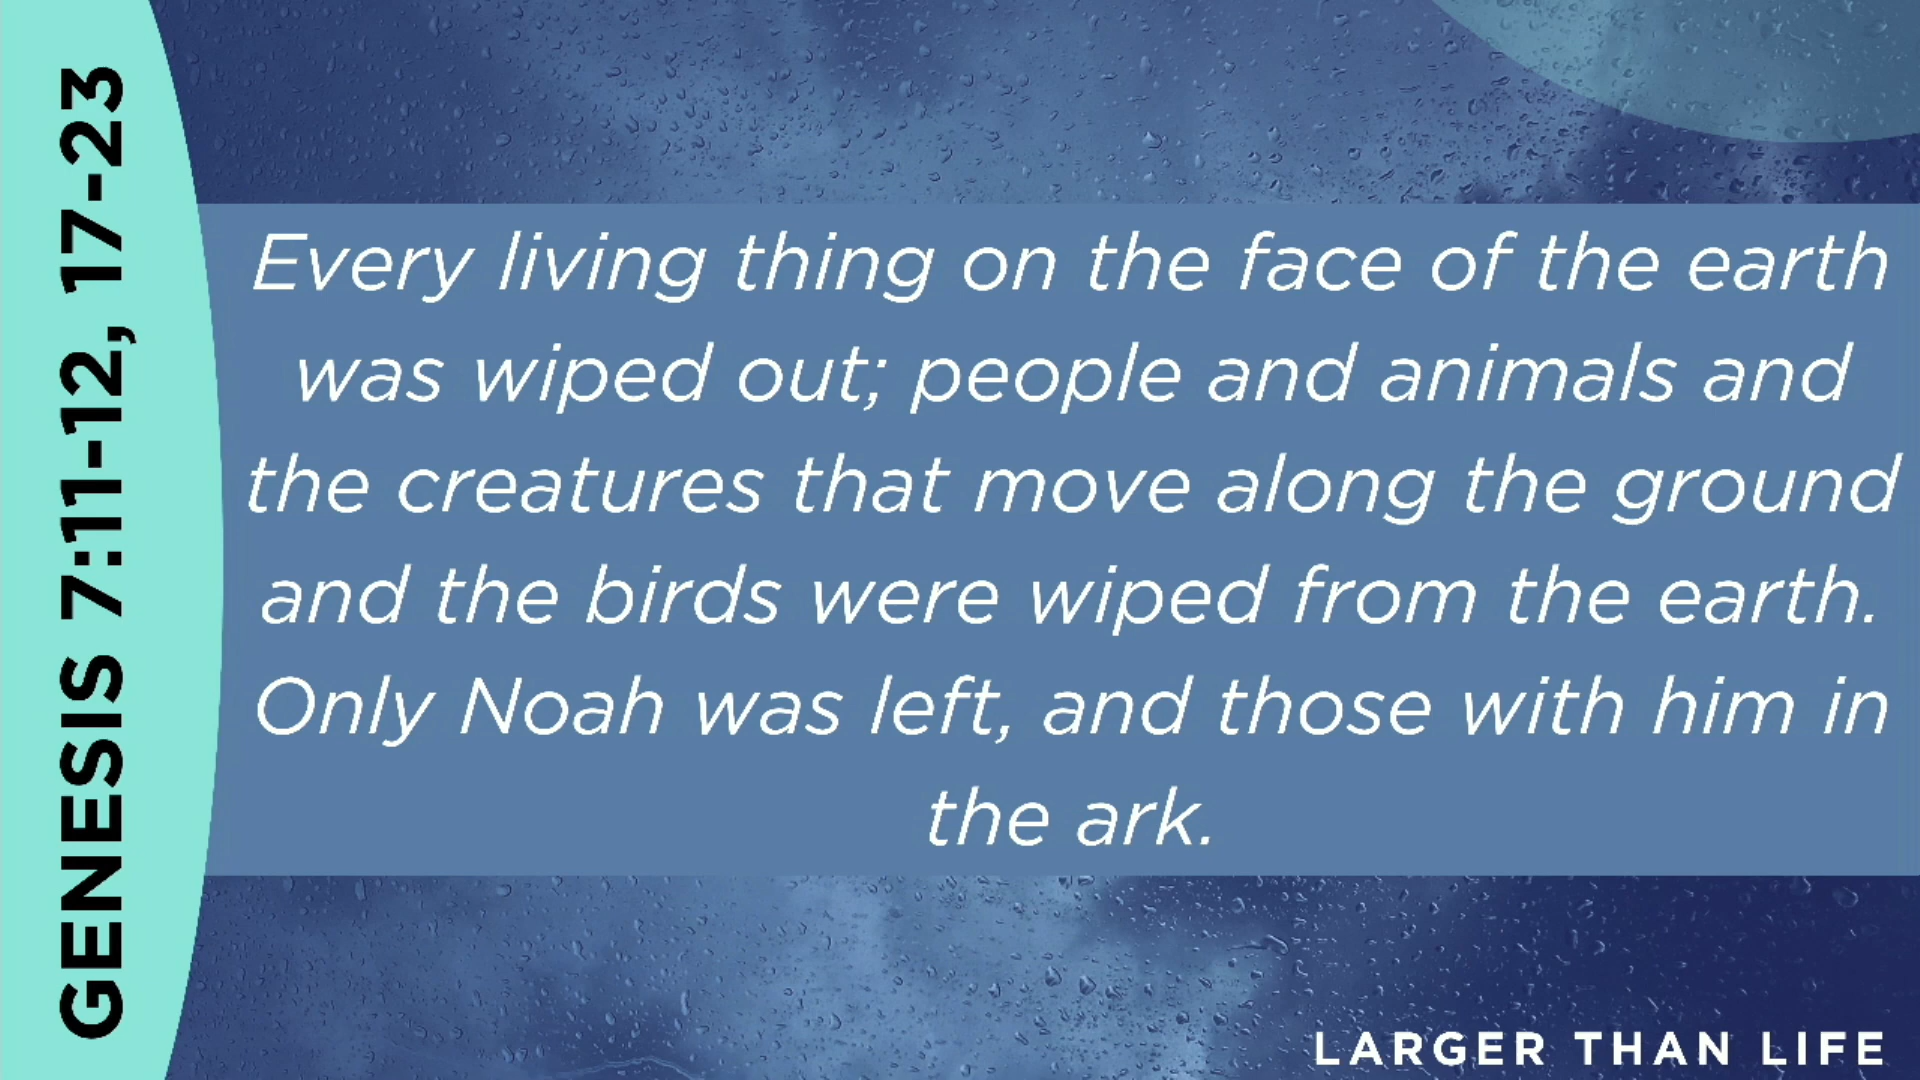 GENESIS 7:11-12, 17-23
Every living thing on the face of the earth
was wiped out; people and animals and
the creatures that move along the ground
and the birds were wiped from the earth.
Only Noah was left, and those with him in
the ark.
LARGER THAN LIFE